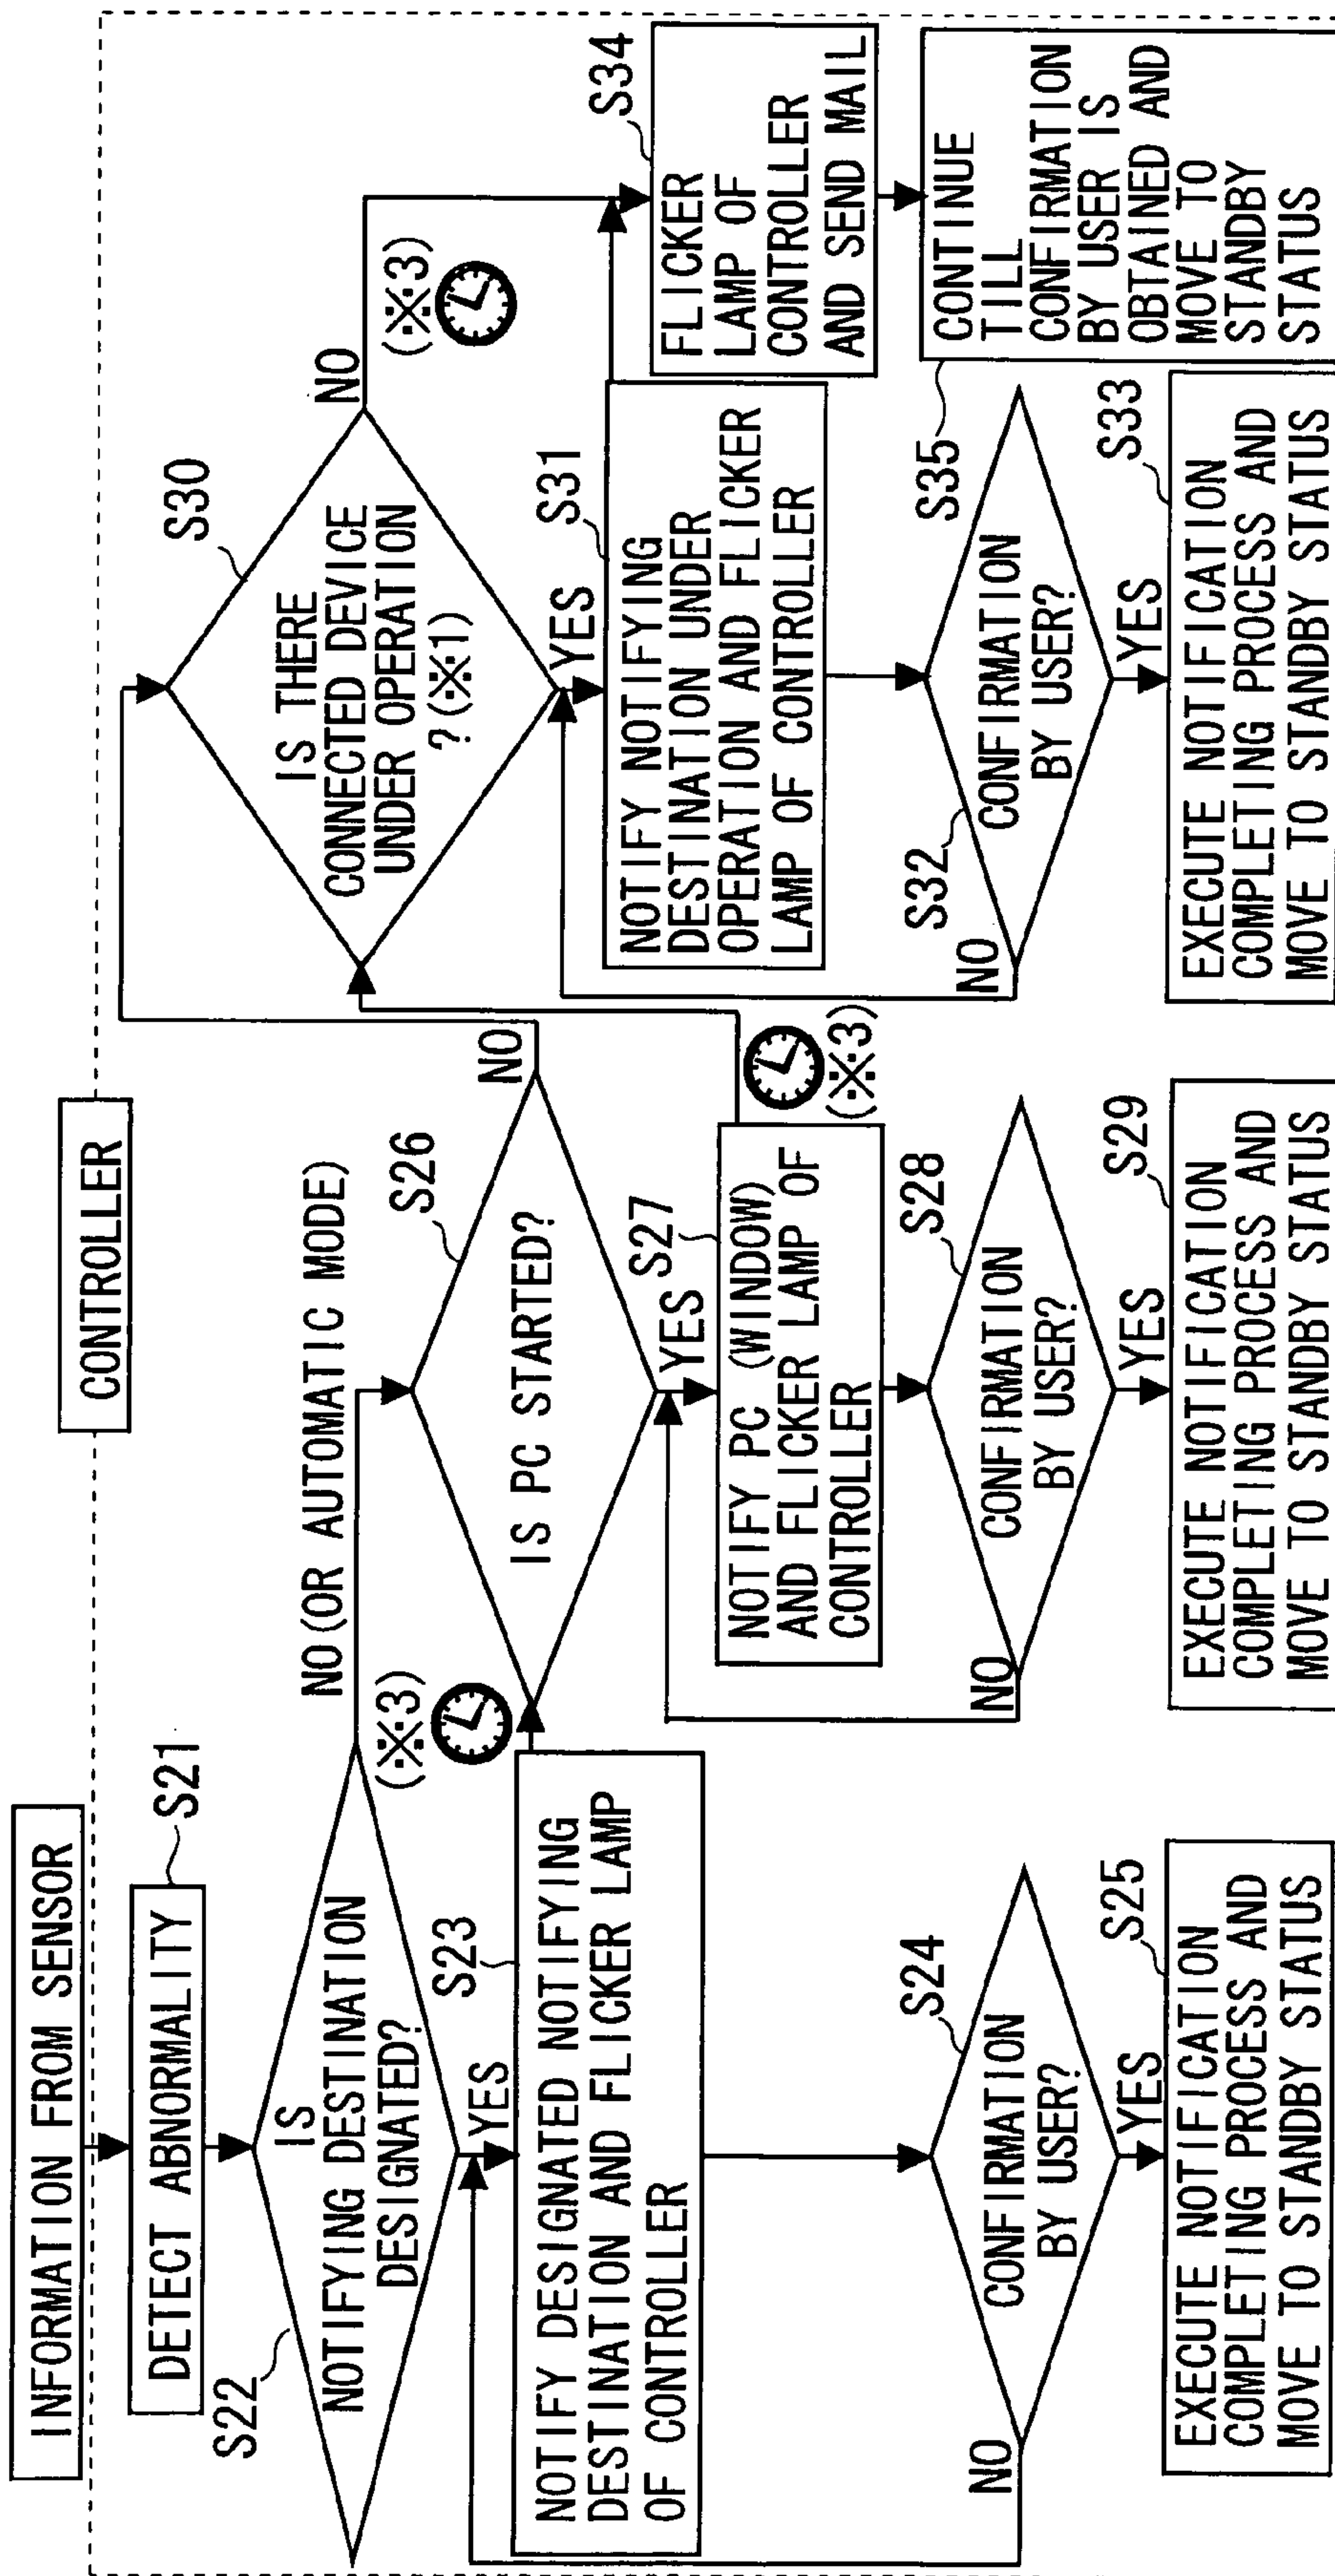 INFORMATION FROM SENSOR
CONTROLLER
DETECT ABNORMALITY
S21
S22
IS
NOTIFYING DESTINATION
DESIGNATED?
NO(OR AUTOMATIC MODE)
(※3)
YES
S23
NOTIFY DESIGNATED NOTIFYING
DESTINATION AND FLICKER LAMP
OF CONTROLLER
S24
CONFIRMATION
BY USER?
NO
YES
S25
EXECUTE NOTIFICATION
COMPLETING PROCESS AND
MOVE TO STANDBY STATUS
S26
IS PC STARTED?
NO
YES
S27
NOTIFY PC (WINDOW)
AND FLICKER LAMP OF
CONTROLLER
(※3)
S28
CONFIRMATION
BY USER?
NO
YES
S29
EXECUTE NOTIFICATION
COMPLETING PROCESS AND
MOVE TO STANDBY STATUS
S30
IS THERE
CONNECTED DEVICE
UNDER OPERATION
?(※1)
NO
(※3)
YES
S31
NOTIFY NOTIFYING
DESTINATION UNDER
OPERATION AND FLICKER
LAMP OF CONTROLLER
S32
CONFIRMATION
BY USER?
NO
YES
S33
EXECUTE NOTIFICATION
COMPLETING PROCESS AND
MOVE TO STANDBY STATUS
S34
FLICKER
LAMP OF
CONTROLLER
AND SEND MAIL
S35
CONTINUE
TILL
CONFIRMATION
BY USER IS
OBTAINED AND
MOVE TO
STANDBY
STATUS